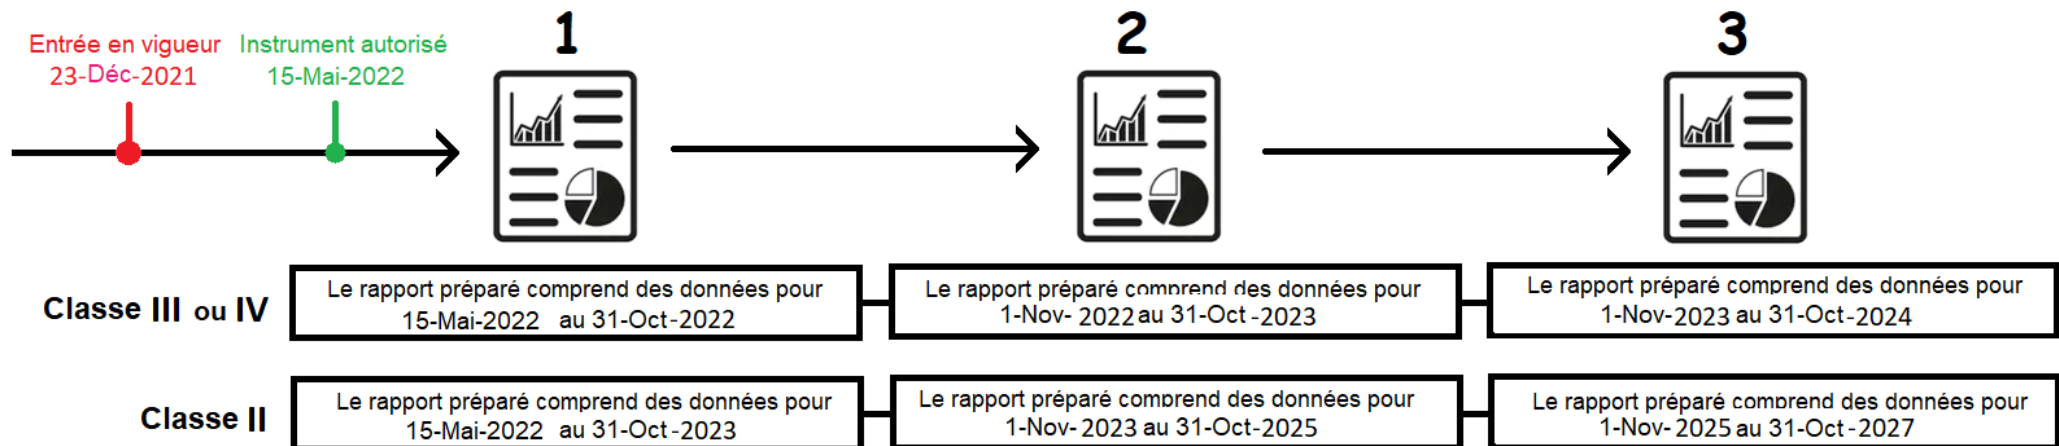 Entrée en vigueur
23-Déc-2021
Instrument autorisé
15-Mai-2022
1
2
3
Classe III ou IV
Le rapport préparé comprend des données pour
15-Mai-2022 au 31-Oct-2022
Le rapport préparé comprend des données pour
1-Nov- 2022 au 31-Oct-2023
Le rapport préparé comprend des données pour
1-Nov-2023 au 31-Oct-2024
Classe II
Le rapport préparé comprend des données pour
15-Mai-2022 au 31-Oct-2023
Le rapport préparé comprend des données pour
1-Nov- 2023 au 31-Oct-2025
Le rapport préparé comprend des données pour
1-Nov-2025 au 31-Oct-2027